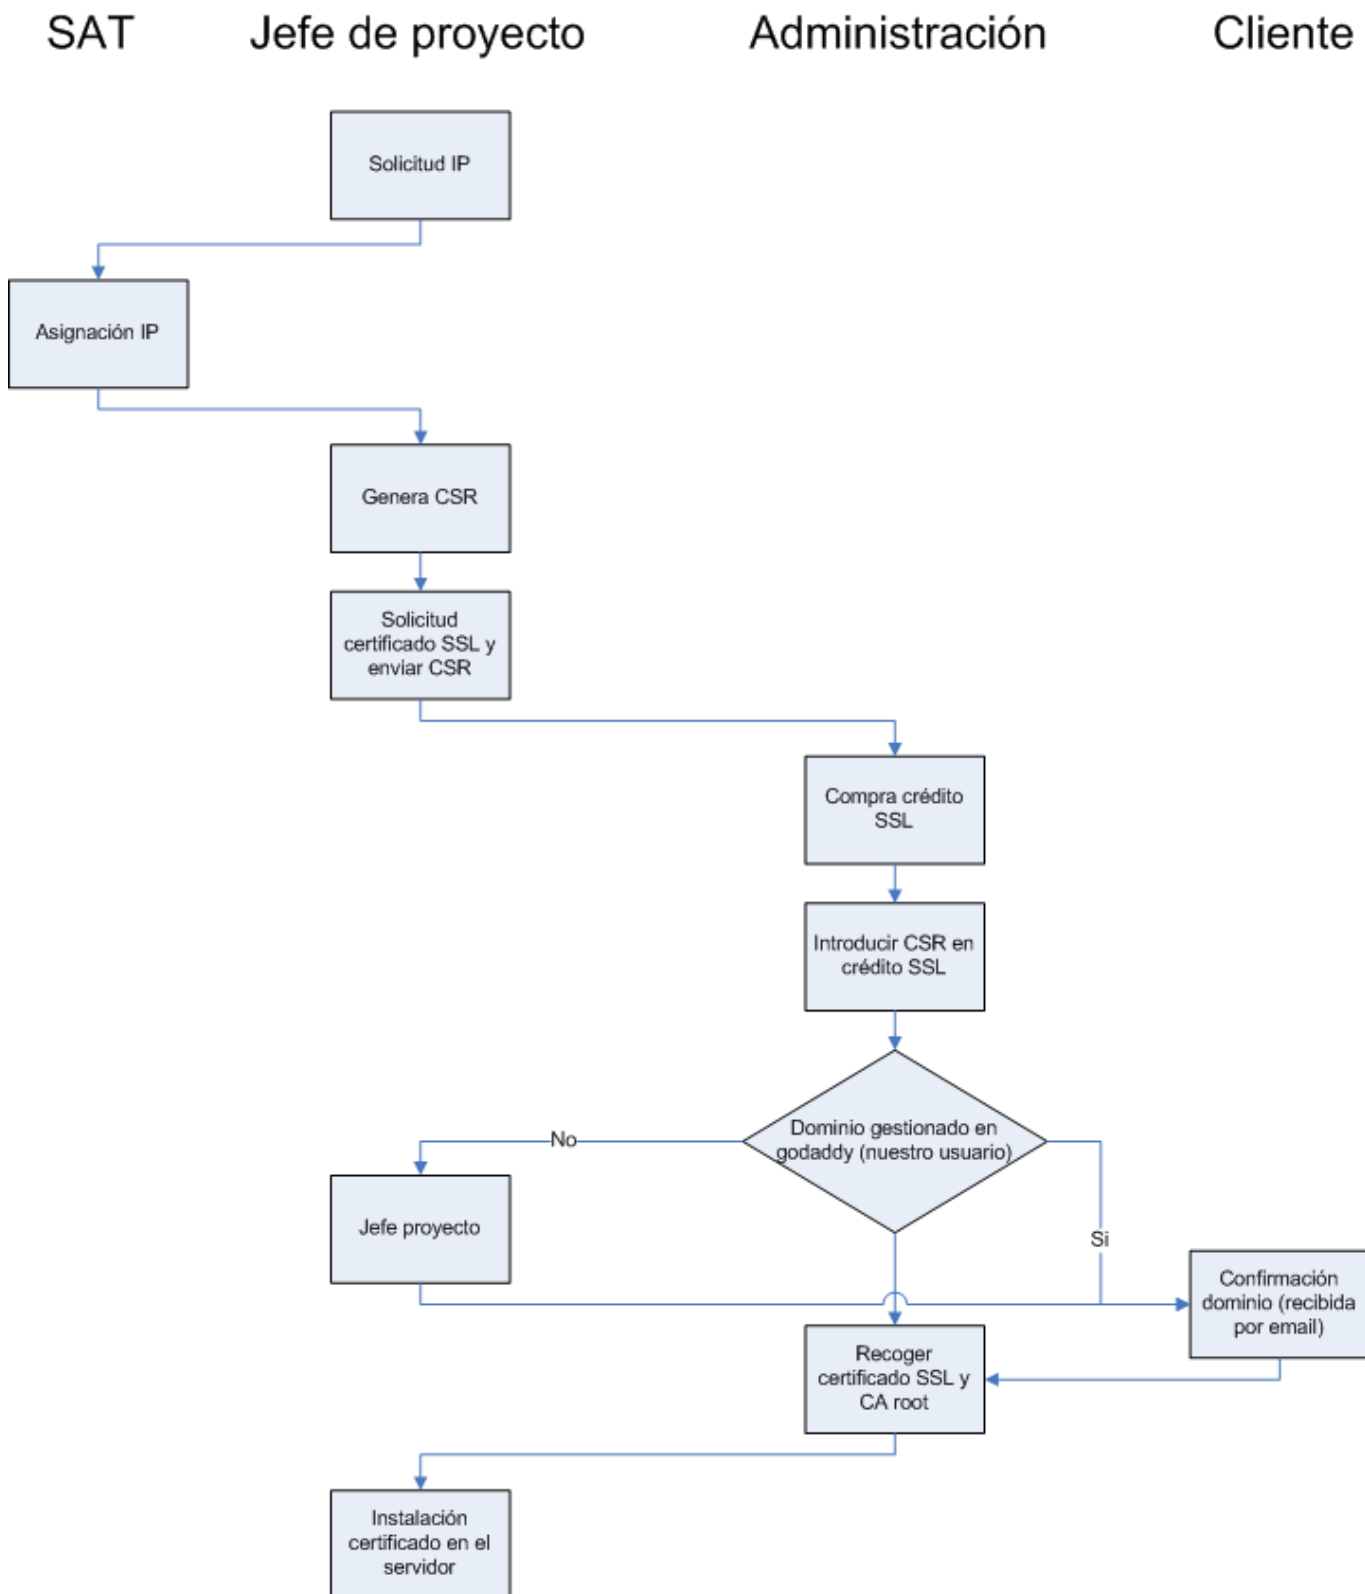 SAT Jefe de proyecto Administración Cliente
Solicitud IP
Asignación IP
Genera CSR
Solicitud
certificado SSL y
enviar CSR
Compra crédito
SSL
Introducir CSR en
crédito SSL
Dominio gestionado en
godaddy (nuestro usuario)
No
Jefe proyecto
Si
Confirmación
dominio (recibida
por email)
Recoger
certificado SSL y
CA root
Instalación
certificado en el
servidor